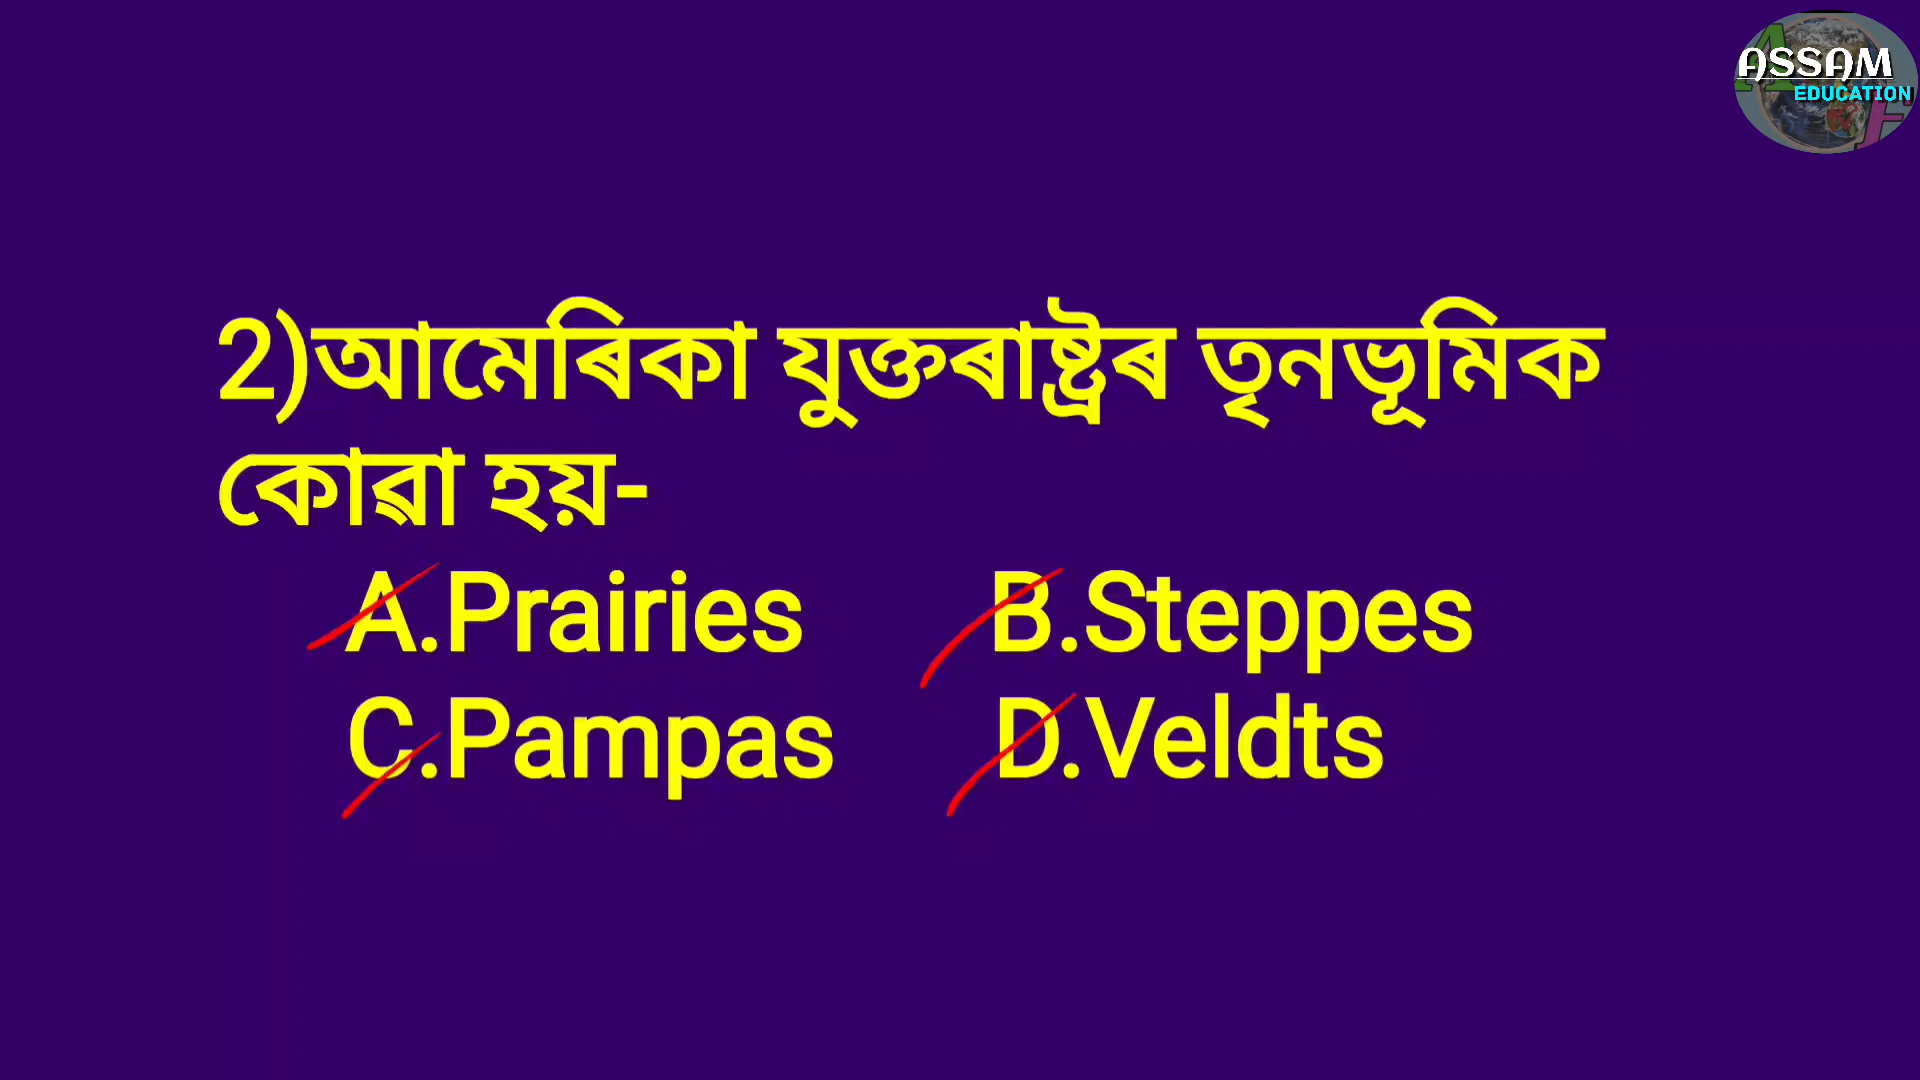 ASSAM
EDUCATION
2)আমেৰিকা যুক্তৰাষ্ট্ৰৰ তৃনভূমিক
কোৱা হয়-
A.Prairies B.Steppes
C.Pampas D.Veldts